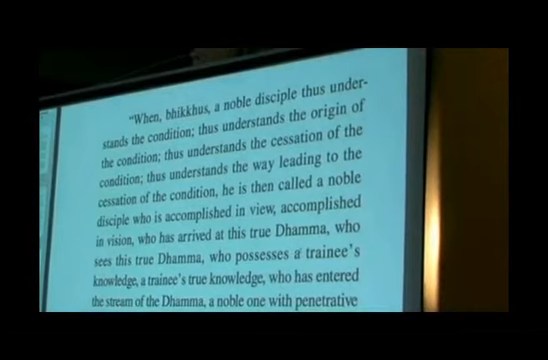 “When, bhikkhus, a noble disciple thus under-
stands the condition; thus understands the origin of
the condition; thus understands the cessation of the
condition; thus understands the way leading to the
cessation of the condition, he is then called a noble
disciple who is accomplished in view, accomplished
in vision, who has arrived at this true Dhamma, who
sees this true Dhamma, who possesses a trainee's
knowledge, a trainee's true knowledge, who has entered
the stream of the Dhamma, a noble one with penetrative